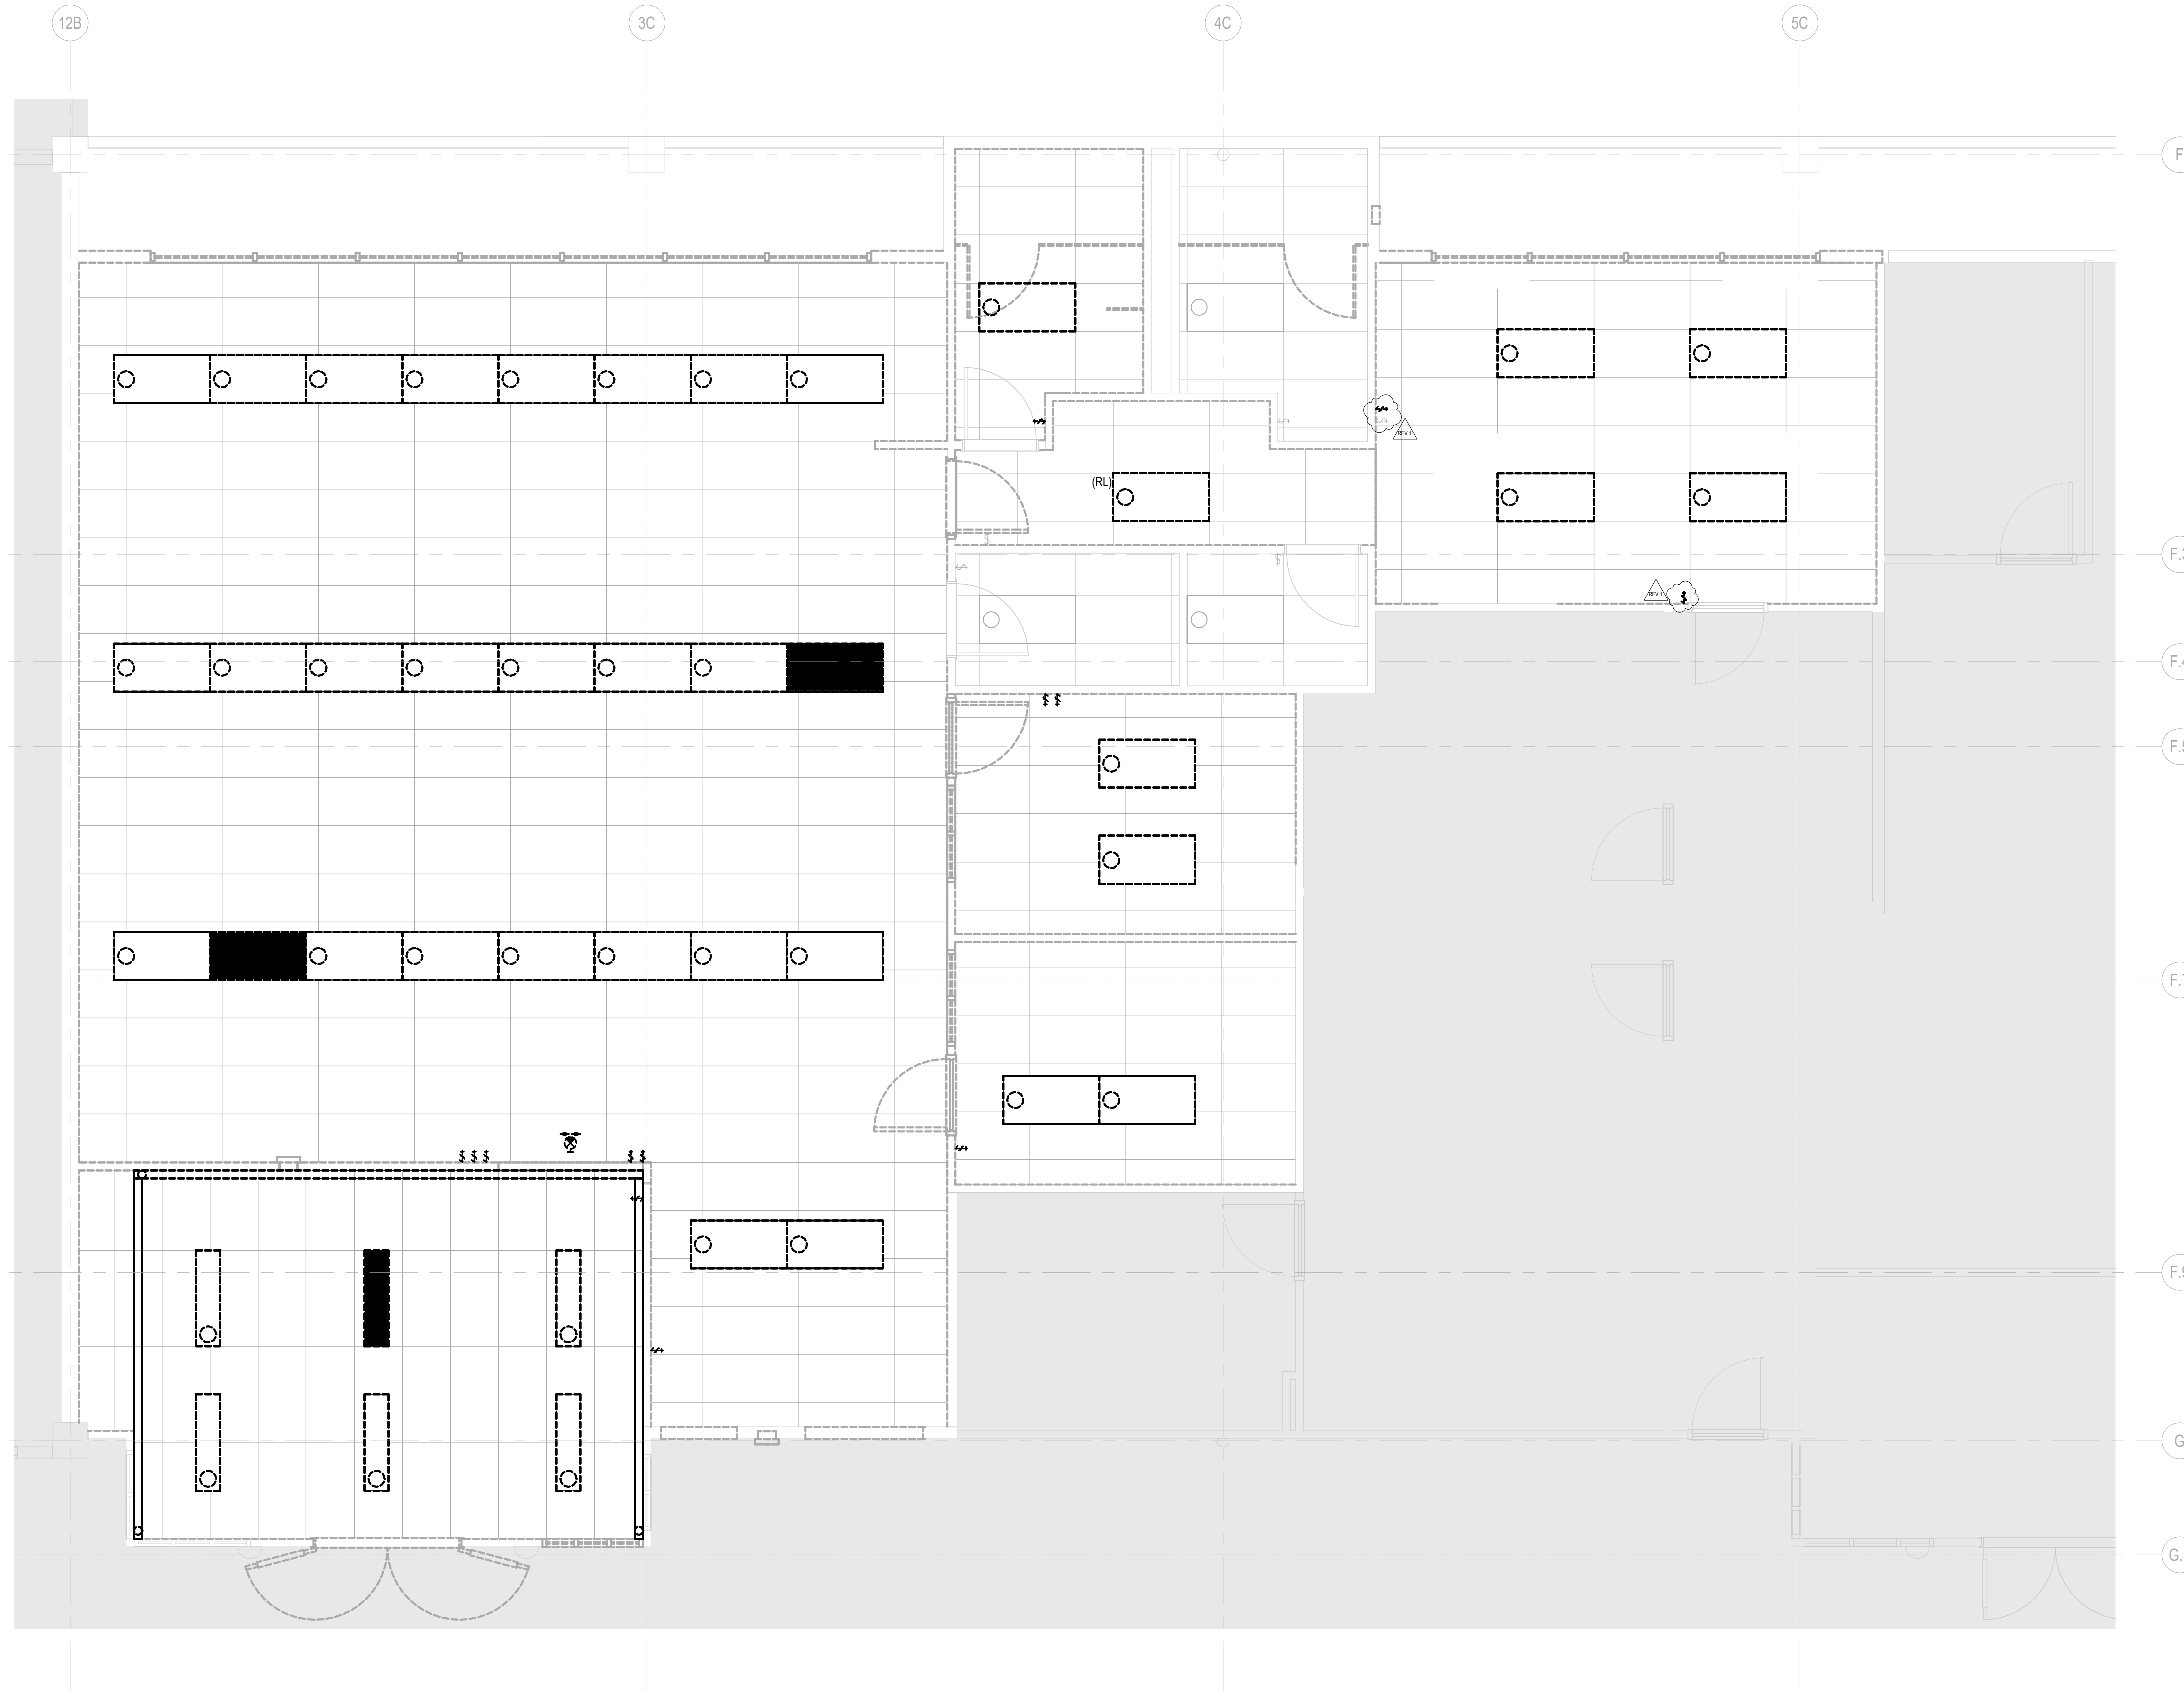 12B
3C
4C
5C
F
$
$
$
REV 1
(RL)
$
$
$
F.
REV 1
$
F.
$ $
F.
F.
$ $ $
$ $
$
$
F.
$
G
G.